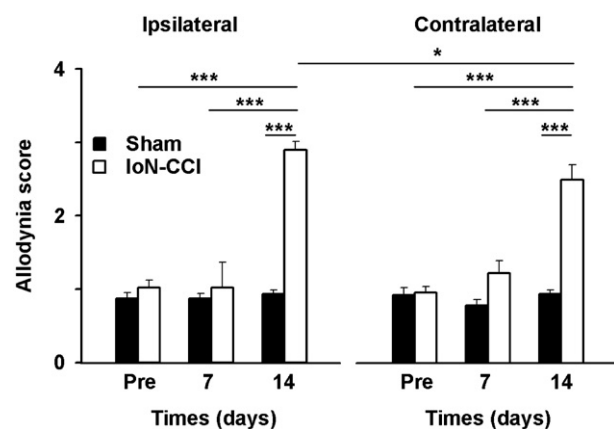 Ipsilateral
Contralateral
*
*** ***
*** ***
*** ***
Sham
IoN-CCI
Allodynia score
4
2
0
Pre 7 14 Pre 7 14
Times (days) Times (days)